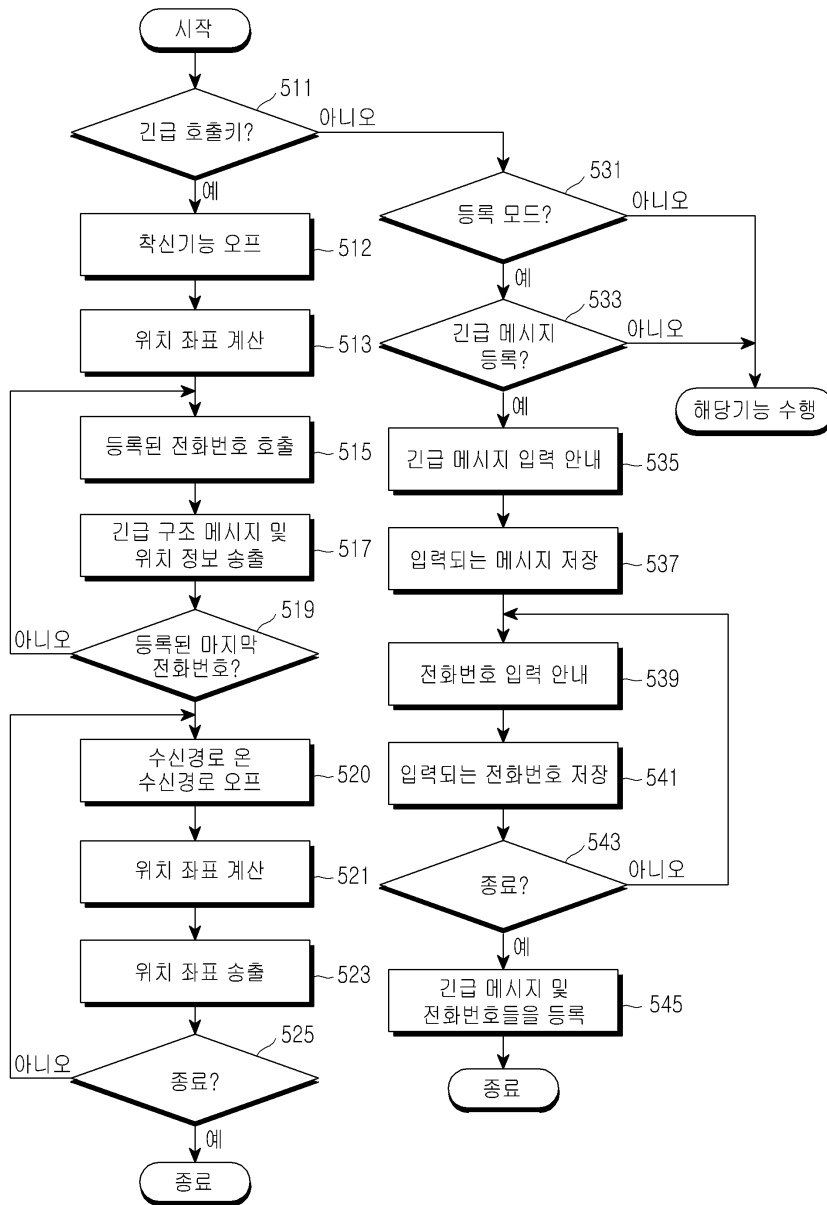 시작
511
긴급 호출키?
아니오
예
착신기능 오프
512
위치 좌표 계산
513
등록된 전화번호 호출
515
긴급 구조 메시지 및
위치 정보 송출
517
519
아니오
등록된 마지막
전화번호?
수신경로 온
수신경로 오프
520
위치 좌표 계산
521
위치 좌표 송출
523
525
아니오
종료?
예
종료
531
등록 모드?
아니오
예
533
긴급 메시지
등록?
아니오
예
해당기능 수행
긴급 메시지 입력 안내
535
입력되는 메시지 저장
537
전화번호 입력 안내
539
입력되는 전화번호 저장
541
543
종료?
아니오
예
긴급 메시지 및
전화번호들을 등록
545
종료